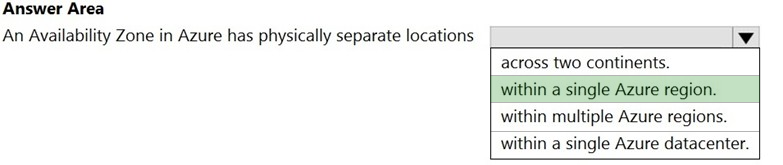 Answer Area
An Availability Zone in Azure has physically separate locations
across two continents.
within a single Azure region.
within multiple Azure regions.
within a single Azure datacenter.